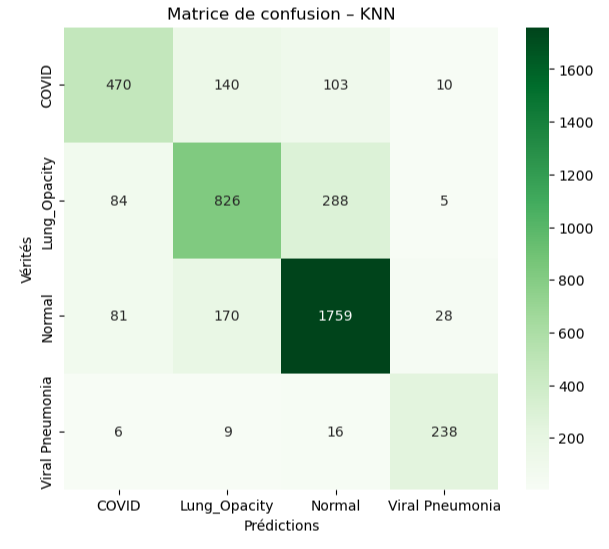 Matrice de confusion – KNN
Vérités
COVID
470 140 103 10
Lung_Opacity
84 826 288 5
Normal
81 170 1759 28
Viral Pneumonia
6 9 16 238
COVID Lung_Opacity Normal Viral Pneumonia
Prédictions
1600
1400
1200
1000
800
600
400
200